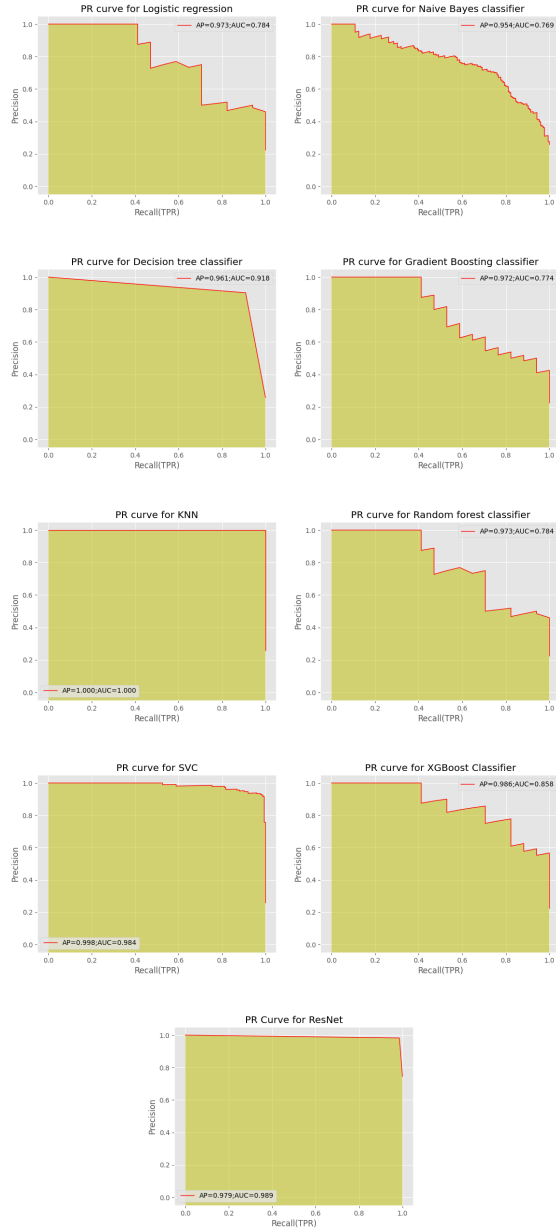 PR curve for Logistic regression
AP=0.973;AUC=0.784
1.0
0.8
0.6
0.4
0.2
0.0
Precision
0.0 0.2 0.4 0.6 0.8 1.0
Recall(TPR)
PR curve for Naive Bayes classifier
AP=0.954;AUC=0.769
1.0
0.8
0.6
0.4
0.2
0.0
Precision
0.0 0.2 0.4 0.6 0.8 1.0
Recall(TPR)
PR curve for Decision tree classifier
AP=0.961;AUC=0.918
1.0
0.8
0.6
0.4
0.2
0.0
Precision
0.0 0.2 0.4 0.6 0.8 1.0
Recall(TPR)
PR curve for Gradient Boosting classifier
AP=0.972;AUC=0.774
1.0
0.8
0.6
0.4
0.2
0.0
Precision
0.0 0.2 0.4 0.6 0.8 1.0
Recall(TPR)
PR curve for KNN
1.0
0.8
0.6
0.4
0.2
0.0
Precision
AP=1.000;AUC=1.000
0.0 0.2 0.4 0.6 0.8 1.0
Recall(TPR)
PR curve for Random forest classifier
AP=0.973;AUC=0.784
1.0
0.8
0.6
0.4
0.2
0.0
Precision
0.0 0.2 0.4 0.6 0.8 1.0
Recall(TPR)
PR curve for SVC
1.0
0.8
0.6
0.4
0.2
0.0
Precision
AP=0.998;AUC=0.984
0.0 0.2 0.4 0.6 0.8 1.0
Recall(TPR)
PR curve for XGBoost Classifier
AP=0.986;AUC=0.858
1.0
0.8
0.6
0.4
0.2
0.0
Precision
0.0 0.2 0.4 0.6 0.8 1.0
Recall(TPR)
PR Curve for ResNet
1.0
0.8
0.6
0.4
0.2
0.0
Precision
AP=0.979;AUC=0.989
0.0 0.2 0.4 0.6 0.8 1.0
Recall(TPR)